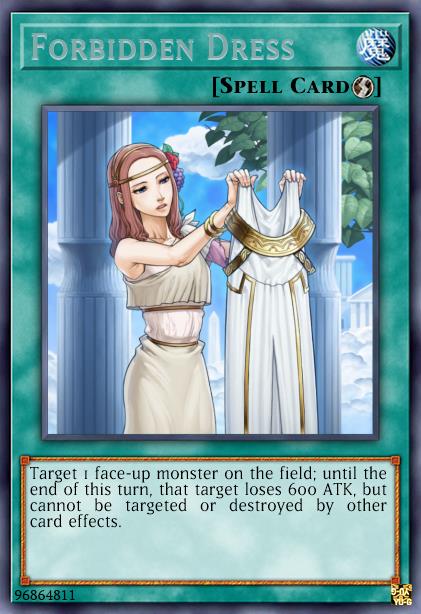 Forbidden Dress
魔
[Spell Card]
Target 1 face-up monster on the field; until the
end of this turn, that target loses 600 ATK, but
cannot be targeted or destroyed by other
card effects.
96864811